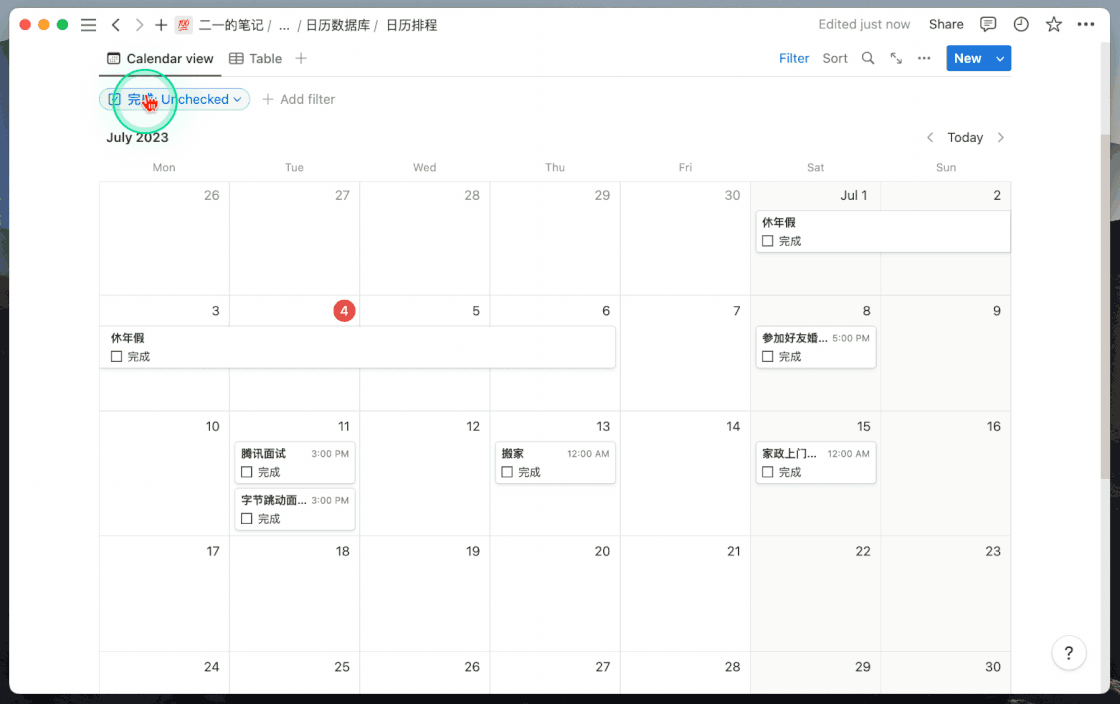 二一的笔记 / ... / 日历数据库 / 日历排程
Edited just now Share
Calendar view Table
Filter Sort New
Unchecked Add filter
July 2023 Today
Mon Tue Wed Thu Fri Sat Sun
26 27 28 29 30 Jul 1 2
休年假
完成
3 4 5 6 7 8 9
休年假
完成
参加好友婚... 5:00 PM
完成
10 11 12 13 14 15 16
腾讯面试 3:00 PM
完成
字节跳动面... 3:00 PM
完成
搬家 12:00 AM
完成
家政上门... 12:00 AM
完成
17 18 19 20 21 22 23
24 25 26 27 28 29 30
?